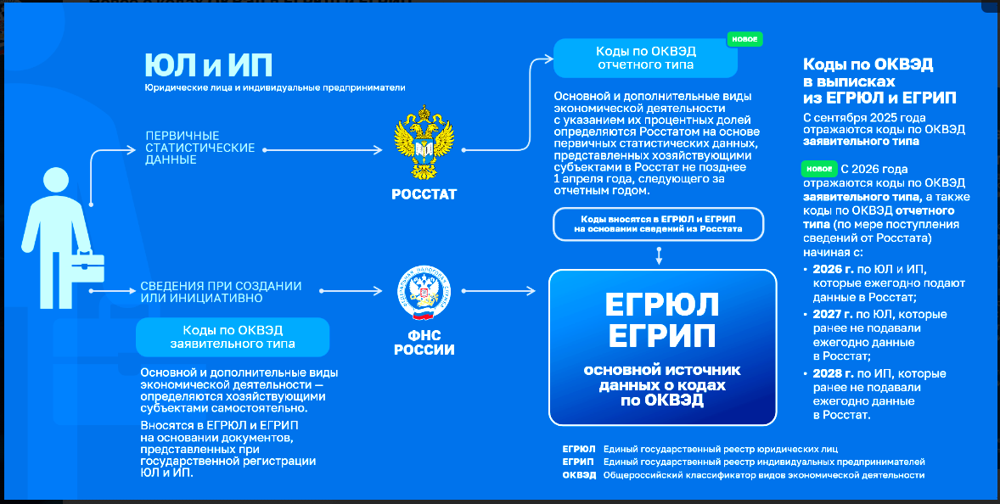 ЮЛ и ИП
Юридические лица и индивидуальные предприниматели
ПЕРВИЧНЫЕ
СТАТИСТИЧЕСКИЕ
ДАННЫЕ
РОССТАТ
СВЕДЕНИЯ ПРИ СОЗДАНИИ
ИЛИ ИНИЦИАТИВНО
Коды по ОКВЭД
заявительного типа
Основной и дополнительные виды
экономической деятельности —
определяются хозяйствующими
субъектами самостоятельно.
Вносятся в ЕГРЮЛ и ЕГРИП
на основании документов,
представленных при
государственной регистрации
ЮЛ и ИП.
ФЕДЕРАЛЬНАЯ НАЛОГОВАЯ СЛУЖБА
ФНС
РОССИИ
НОВОЕ
Коды по ОКВЭД
отчетного типа
Основной и дополнительные виды
экономической деятельности
с указанием их процентных долей
определяются Росстатом на основе
первичных статистических данных,
представленных хозяйствующими
субъектами в Росстат не позднее
1 апреля года, следующего за
отчетным годом.
Коды вносятся в ЕГРЮЛ и ЕГРИП
на основании сведений из Росстата
ЕГРЮЛ
ЕГРИП
основной источник
данных о кодах
по ОКВЭД
Коды по ОКВЭД
в выписках
из ЕГРЮЛ и ЕГРИП
С сентября 2025 года
отражаются коды по ОКВЭД
заявительного типа
НОВОЕ С 2026 года
отражаются коды по ОКВЭД
заявительного типа, а также
коды по ОКВЭД отчетного
типа (по мере поступления
сведений от Росстата)
начиная с:
• 2026 г. по ЮЛ и ИП,
которые ежегодно подают
данные в Росстат;
• 2027 г. по ЮЛ, которые
ранее не подавали
ежегодно данные
в Росстат;
• 2028 г. по ИП, которые
ранее не подавали
ежегодно данные
в Росстат.
ЕГРЮЛ Единый государственный реестр юридических лиц
ЕГРИП Единый государственный реестр индивидуальных предпринимателей
ОКВЭД Общероссийский классификатор видов экономической деятельности